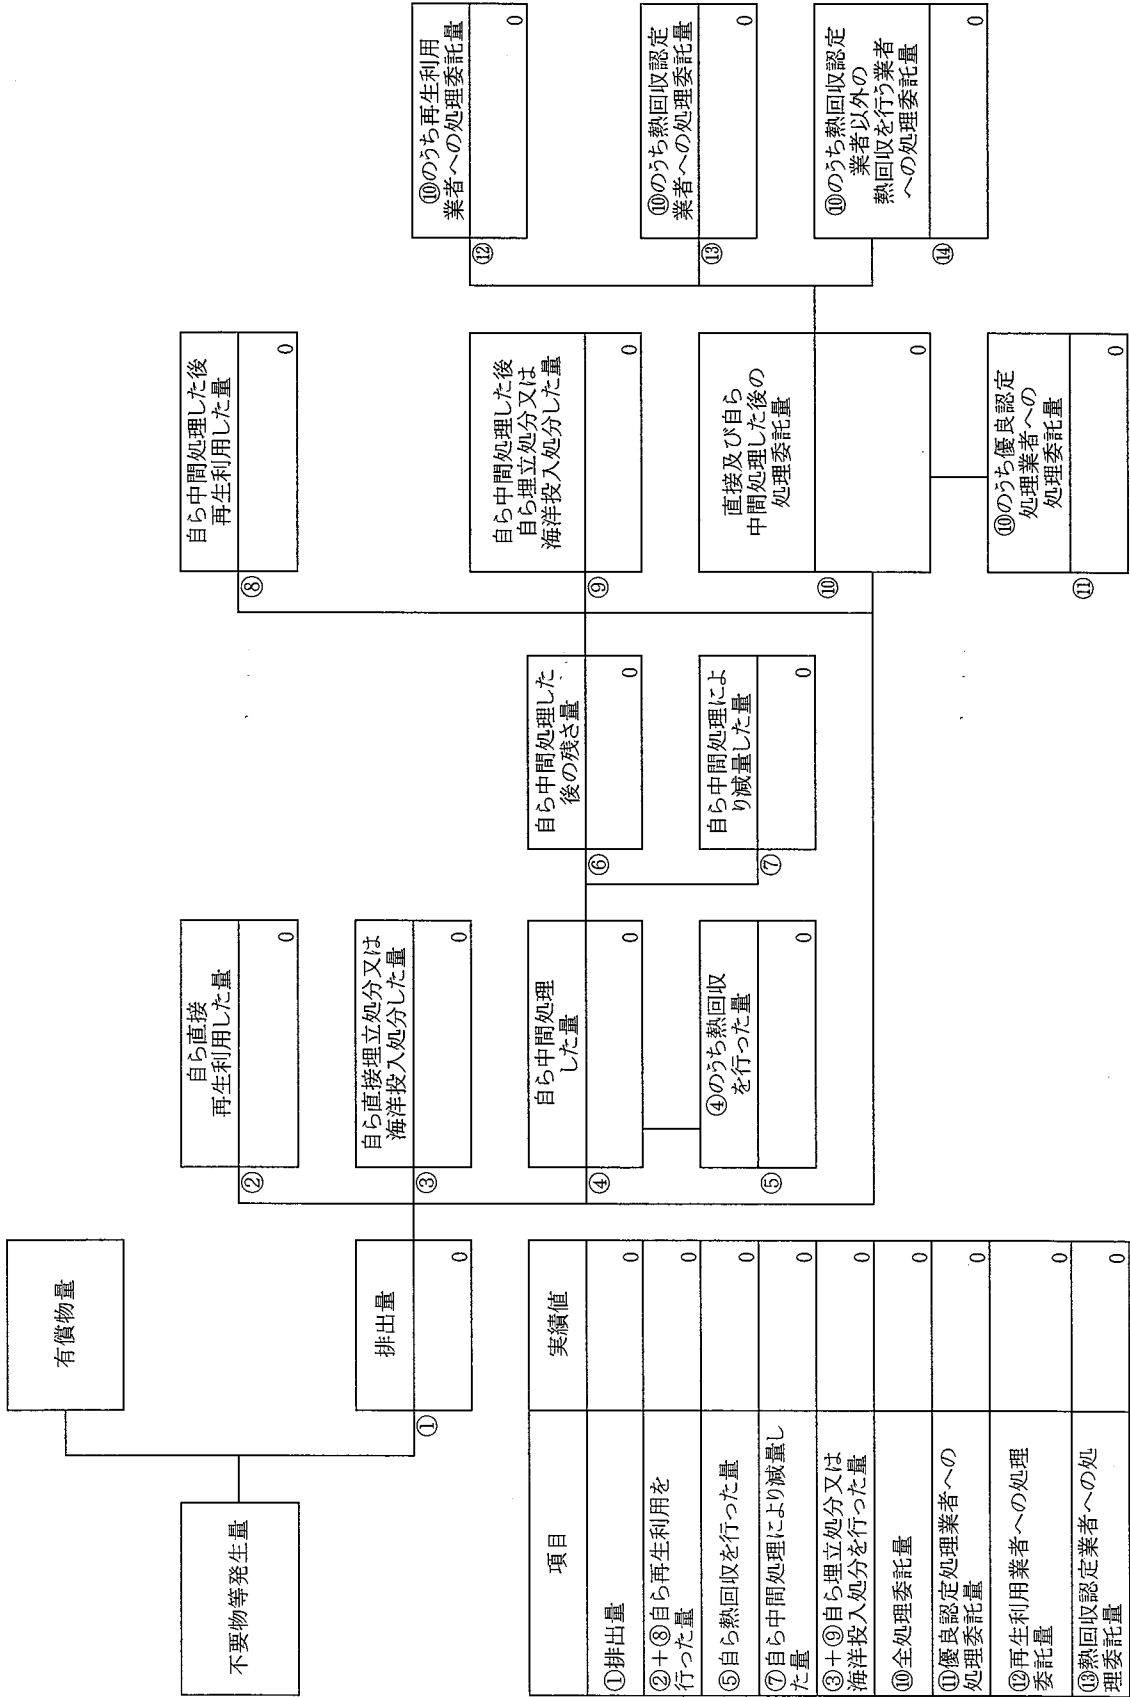 不要物等発生量
有償物量
①
排出量
0
②
自ら直接
再生利用した量
0
③
自ら直接埋立処分又は
海洋投入処分した量
0
④
自ら中間処理
した量
0
⑤
④のうち熱回収
を行った量
0
⑥
自ら中間処理した
後の残さ量
0
⑦
自ら中間処理によ
り減量した量
0
⑧
自ら中間処理した後
再生利用した量
0
⑨
自ら中間処理した後
自ら埋立処分又は
海洋投入処分した量
0
⑩
直接及び自ら
中間処理した後の
処理委託量
0
⑪
⑩のうち優良認定
処理業者への
処理委託量
0
⑫
⑩のうち再生利用
業者への処理委託量
0
⑬
⑩のうち熱回収認定
業者への処理委託量
0
⑭
⑩のうち熱回収認定
業者以外の
熱回収を行う業者
への処理委託量
0
項目 実績値
①排出量 0
②+⑧自ら再生利用を
行った量 0
⑤自ら熱回収を行った量 0
⑦自ら中間処理により減量し
た量 0
③+⑨自ら埋立処分又は
海洋投入処分を行った量 0
⑩全処理委託量 0
⑪優良認定処理業者への
処理委託量 0
⑫再生利用業者への処理
委託量 0
⑬熱回収認定業者への処
理委託量 0